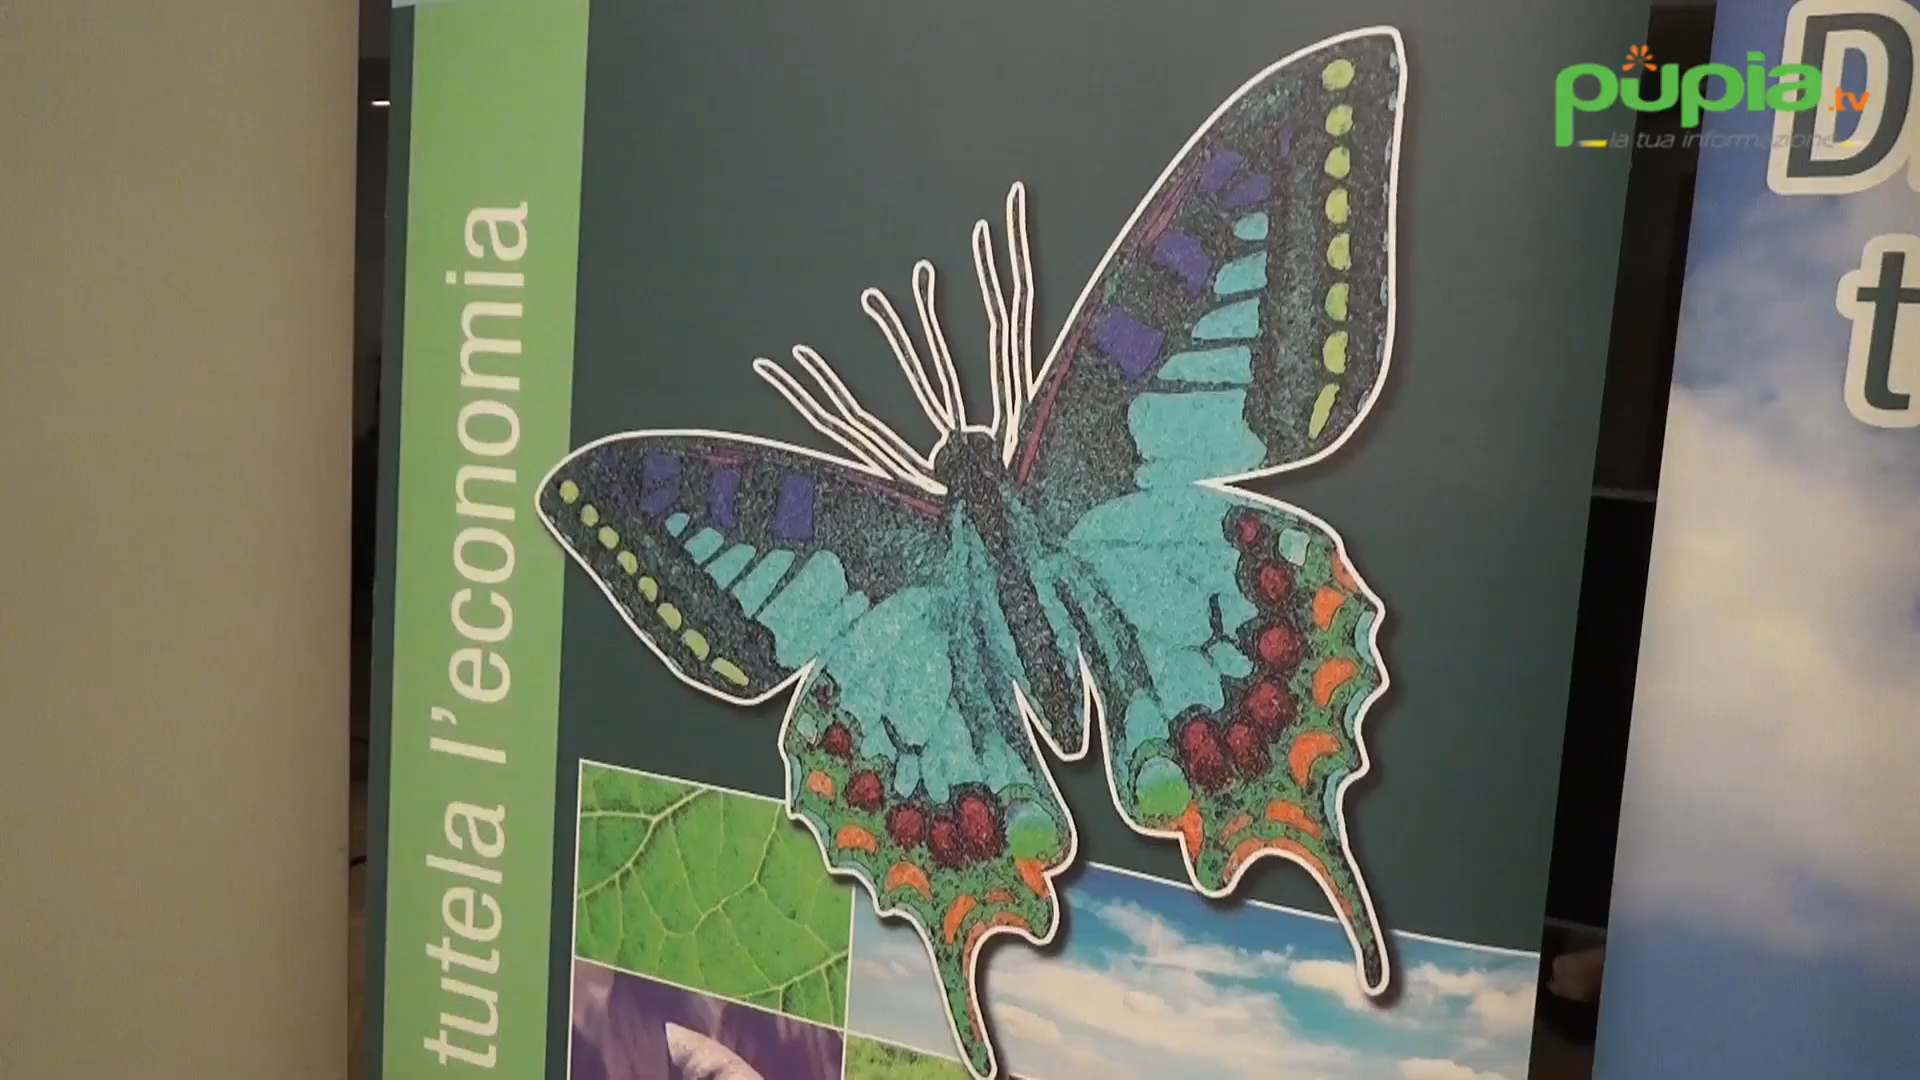 tutela l'economia
pupia.tv
la tua informazione
D
t